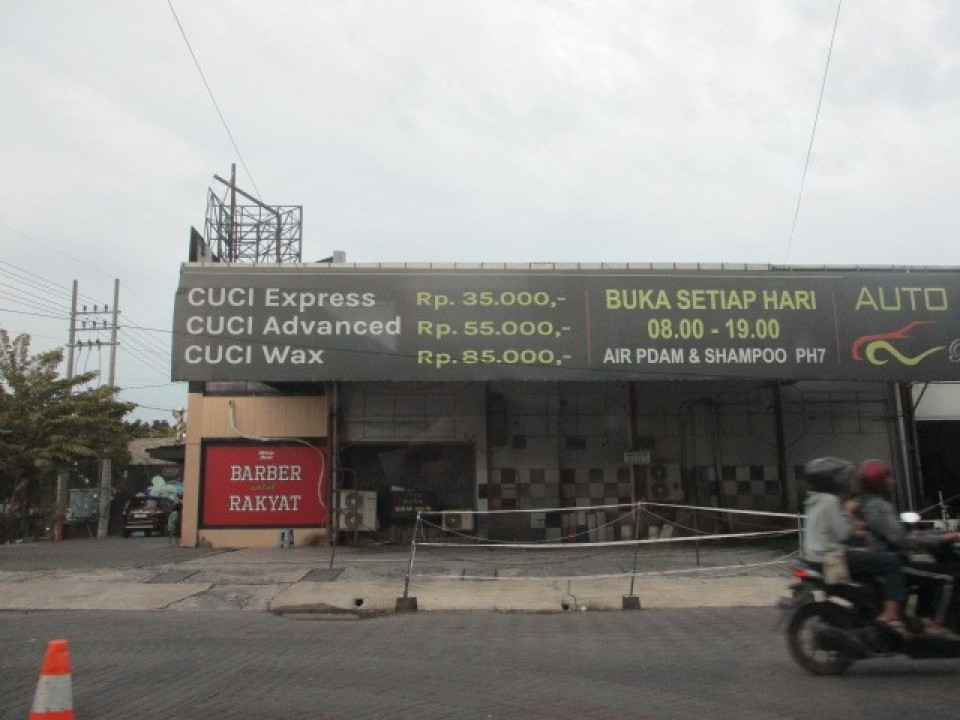 CUCI Express Rp. 35.000,-
CUCI Advanced Rp. 55.000,-
CUCI Wax Rp. 85.000,-
BUKA SETIAP HARI
08.00 - 19.00
AIR PDAM & SHAMPOO PH7
AUTO
BARBER
RAKYAT